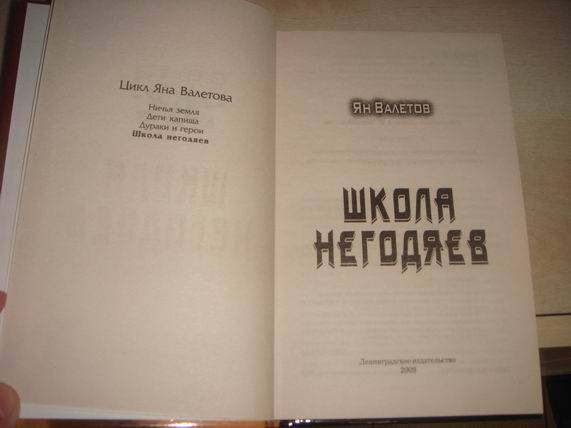 Цикл Яна Валетова
Ничья земля
Дети капища
Дураки и герои
Школа негодяев
Ян Валетов
ШКОЛА
НЕГОДЯЕВ
Ленинградское издательство
2009